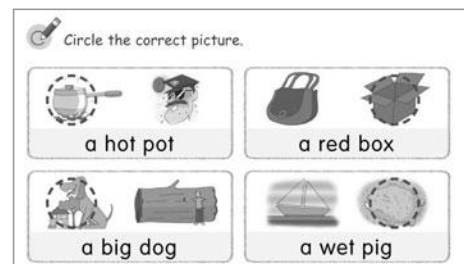 Circle the correct picture.
a hot pot
a red box
a big dog
a wet pig